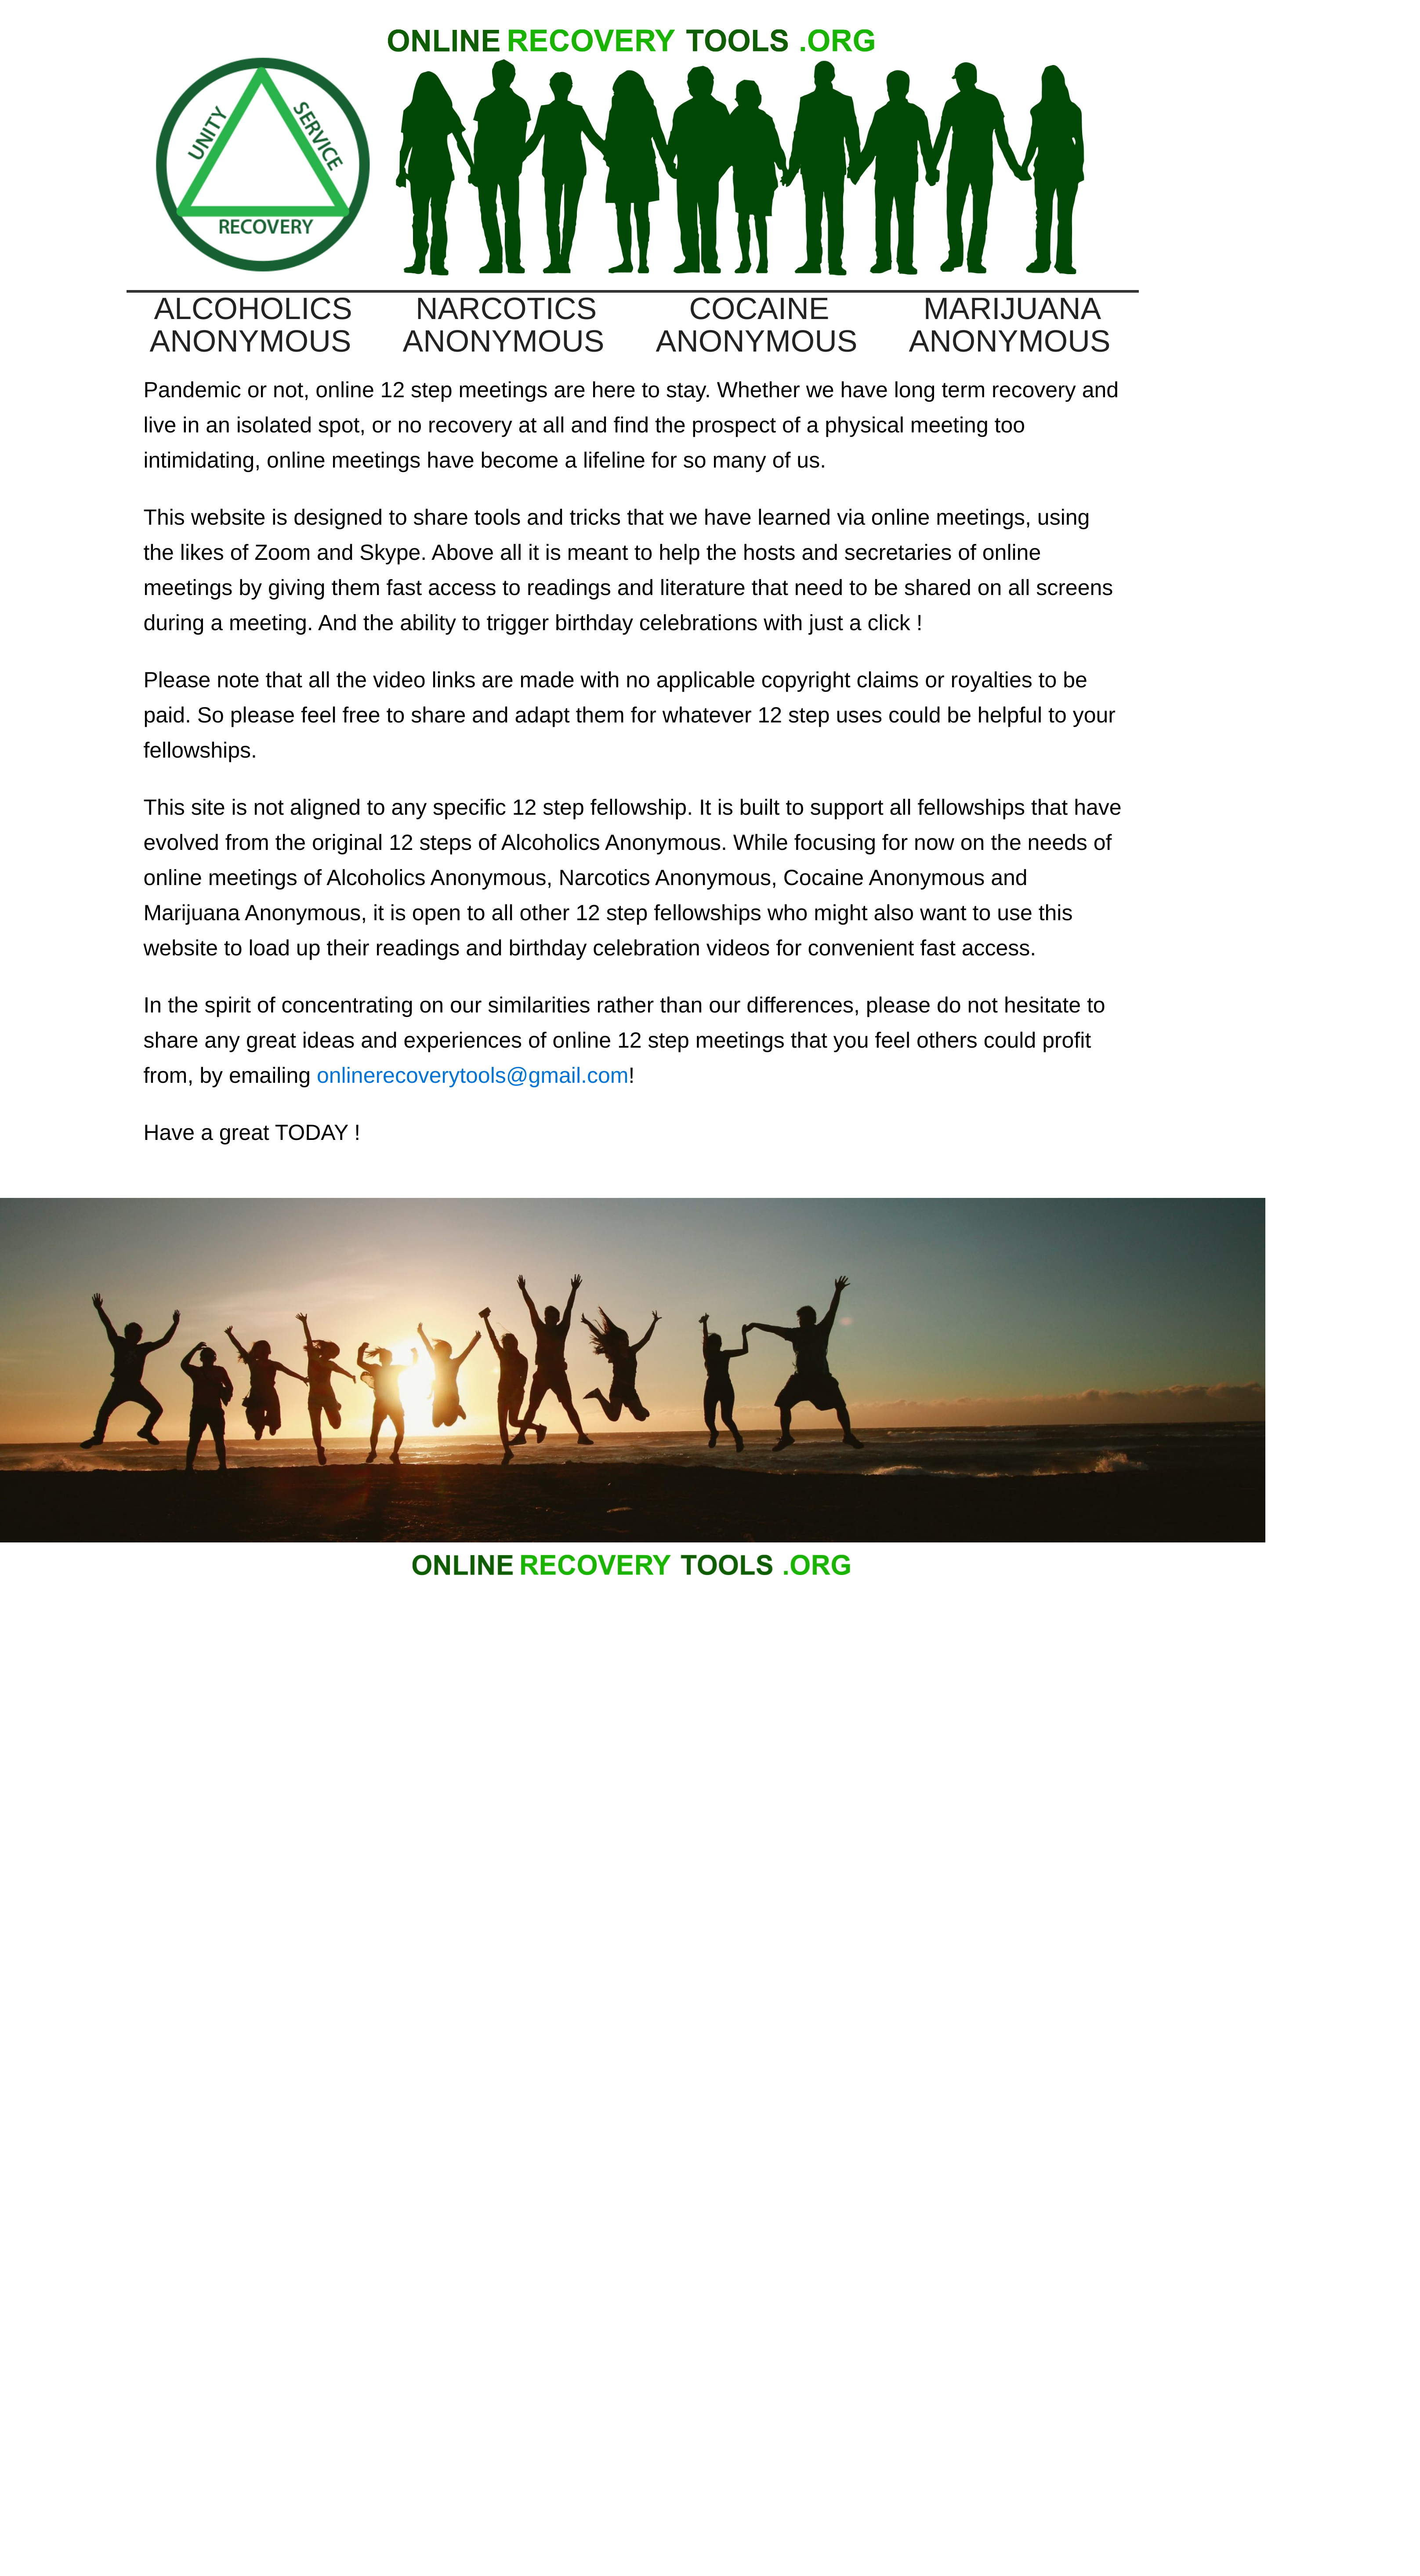 ONLINE RECOVERY TOOLS .ORG
UNITY
SERVICE
RECOVERY
ALCOHOLICS ANONYMOUS
NARCOTICS ANONYMOUS
COCAINE ANONYMOUS
MARIJUANA ANONYMOUS
Pandemic or not, online 12 step meetings are here to stay. Whether we have long term recovery and
live in an isolated spot, or no recovery at all and find the prospect of a physical meeting too
intimidating, online meetings have become a lifeline for so many of us.
This website is designed to share tools and tricks that we have learned via online meetings, using
the likes of Zoom and Skype. Above all it is meant to help the hosts and secretaries of online
meetings by giving them fast access to readings and literature that need to be shared on all screens
during a meeting. And the ability to trigger birthday celebrations with just a click !
Please note that all the video links are made with no applicable copyright claims or royalties to be
paid. So please feel free to share and adapt them for whatever 12 step uses could be helpful to your
fellowships.
This site is not aligned to any specific 12 step fellowship. It is built to support all fellowships that have
evolved from the original 12 steps of Alcoholics Anonymous. While focusing for now on the needs of
online meetings of Alcoholics Anonymous, Narcotics Anonymous, Cocaine Anonymous and
Marijuana Anonymous, it is open to all other 12 step fellowships who might also want to use this
website to load up their readings and birthday celebration videos for convenient fast access.
In the spirit of concentrating on our similarities rather than our differences, please do not hesitate to
share any great ideas and experiences of online 12 step meetings that you feel others could profit
from, by emailing onlinerecoverytools@gmail.com!
Have a great TODAY !
ONLINE RECOVERY TOOLS .ORG